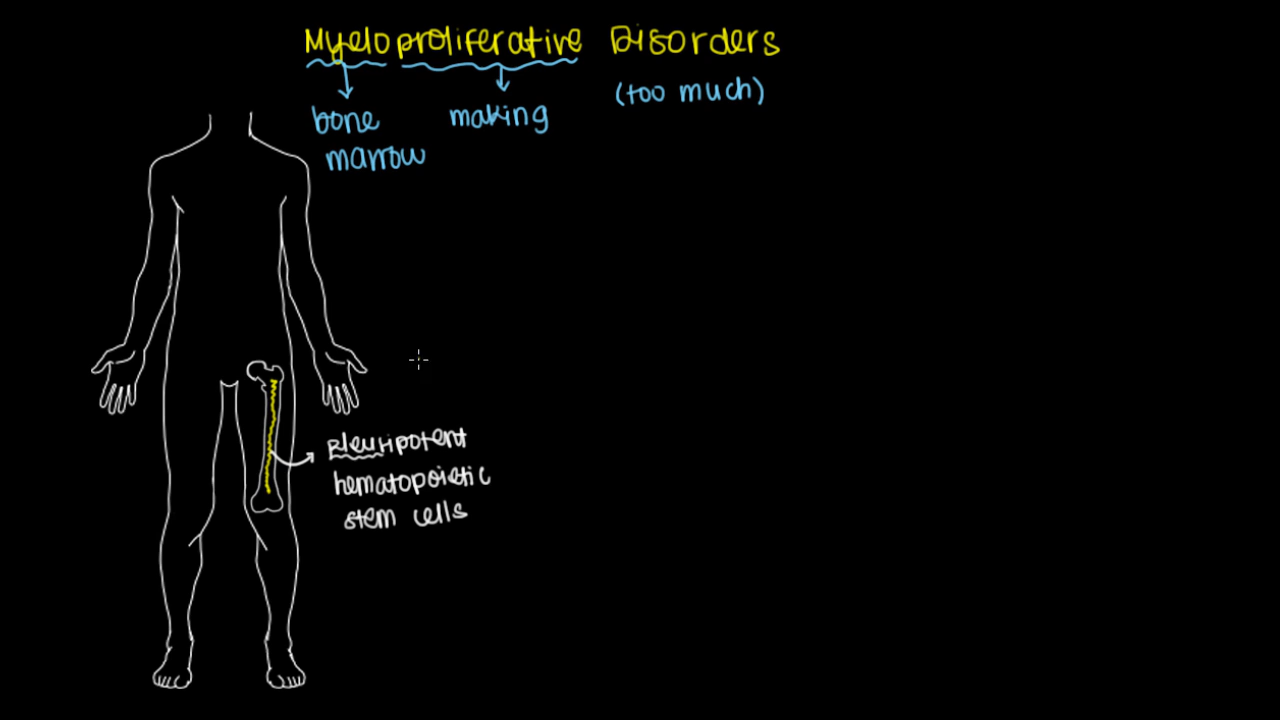 Myeloproliferative Disorders
(too much)
bone making
marrow
Pleuripotent
hematopoietic
stem cells